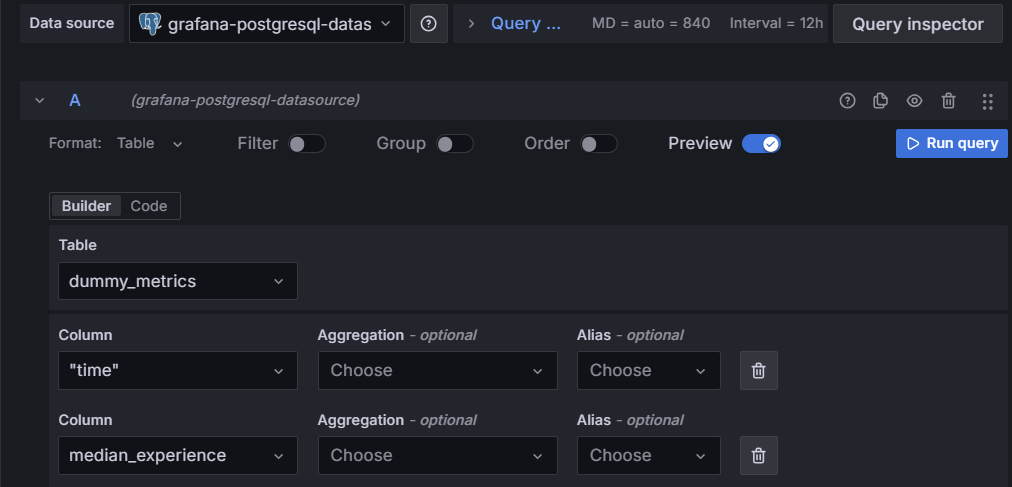 Data source grafana-postgresql-datas Query ... MD = auto = 840 Interval = 12h Query inspector
A (grafana-postgresql-datasource)
Format: Table Filter Group Order Preview Run query
Builder Code
Table
dummy_metrics
Column Aggregation - optional Alias - optional
"time" Choose Choose
Column Aggregation - optional Alias - optional
median_experience Choose Choose